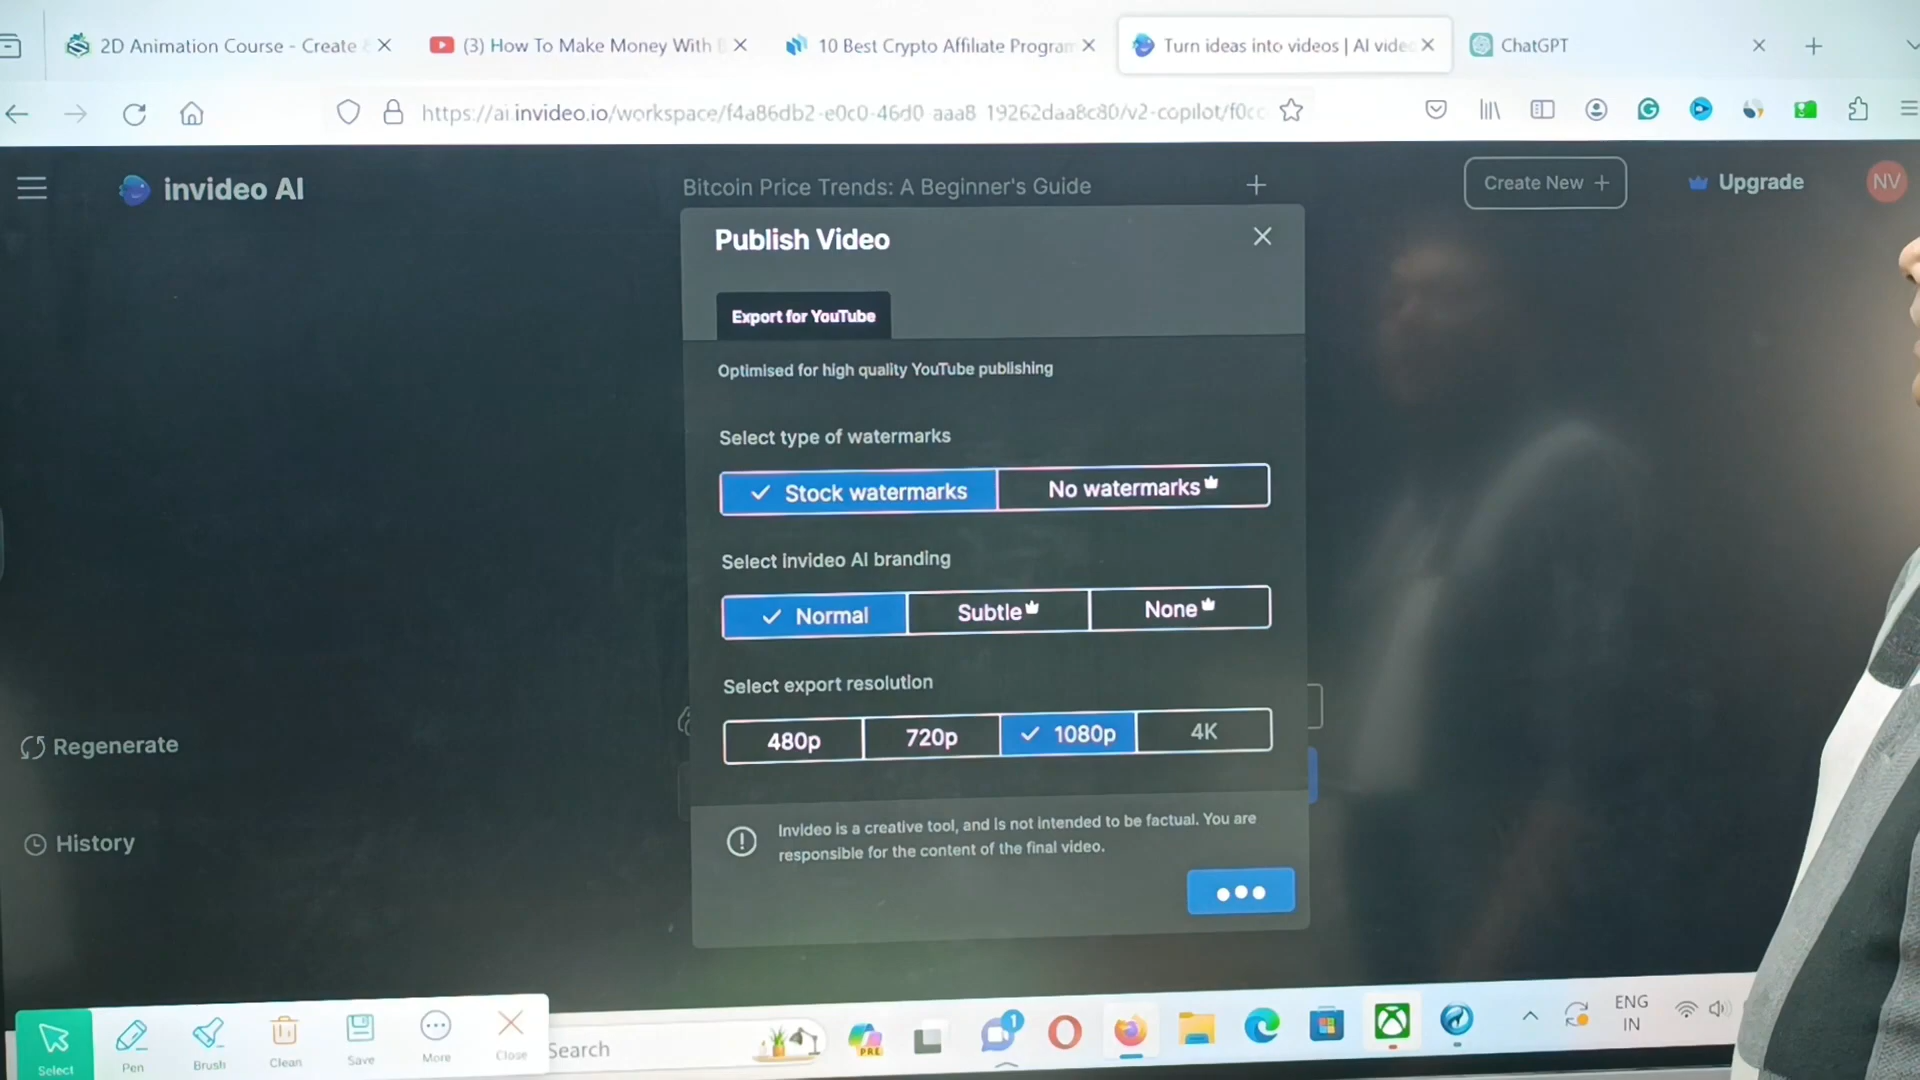 2D Animation Course - Create
(3) How To Make Money With
10 Best Crypto Affiliate Program
Turn ideas into videos | AI video
ChatGPT
https://ai.invideo.io/workspace/f4a86db2-e0c0-46d0-aaa8-19262daa8c80/v2-copilot/f0cc
invideo AI
Bitcoin Price Trends: A Beginner's Guide
Create New +
Upgrade
NV
Publish Video
Export for YouTube
Optimised for high quality YouTube publishing
Select type of watermarks
Stock watermarks
No watermarks
Select invideo AI branding
Normal
Subtle
None
Select export resolution
480p
720p
1080p
4K
Regenerate
History
Invideo is a creative tool, and is not intended to be factual. You are
responsible for the content of the final video.
Select
Pen
Brush
Clean
Save
More
Close
Search
PRE
1
ENG
IN